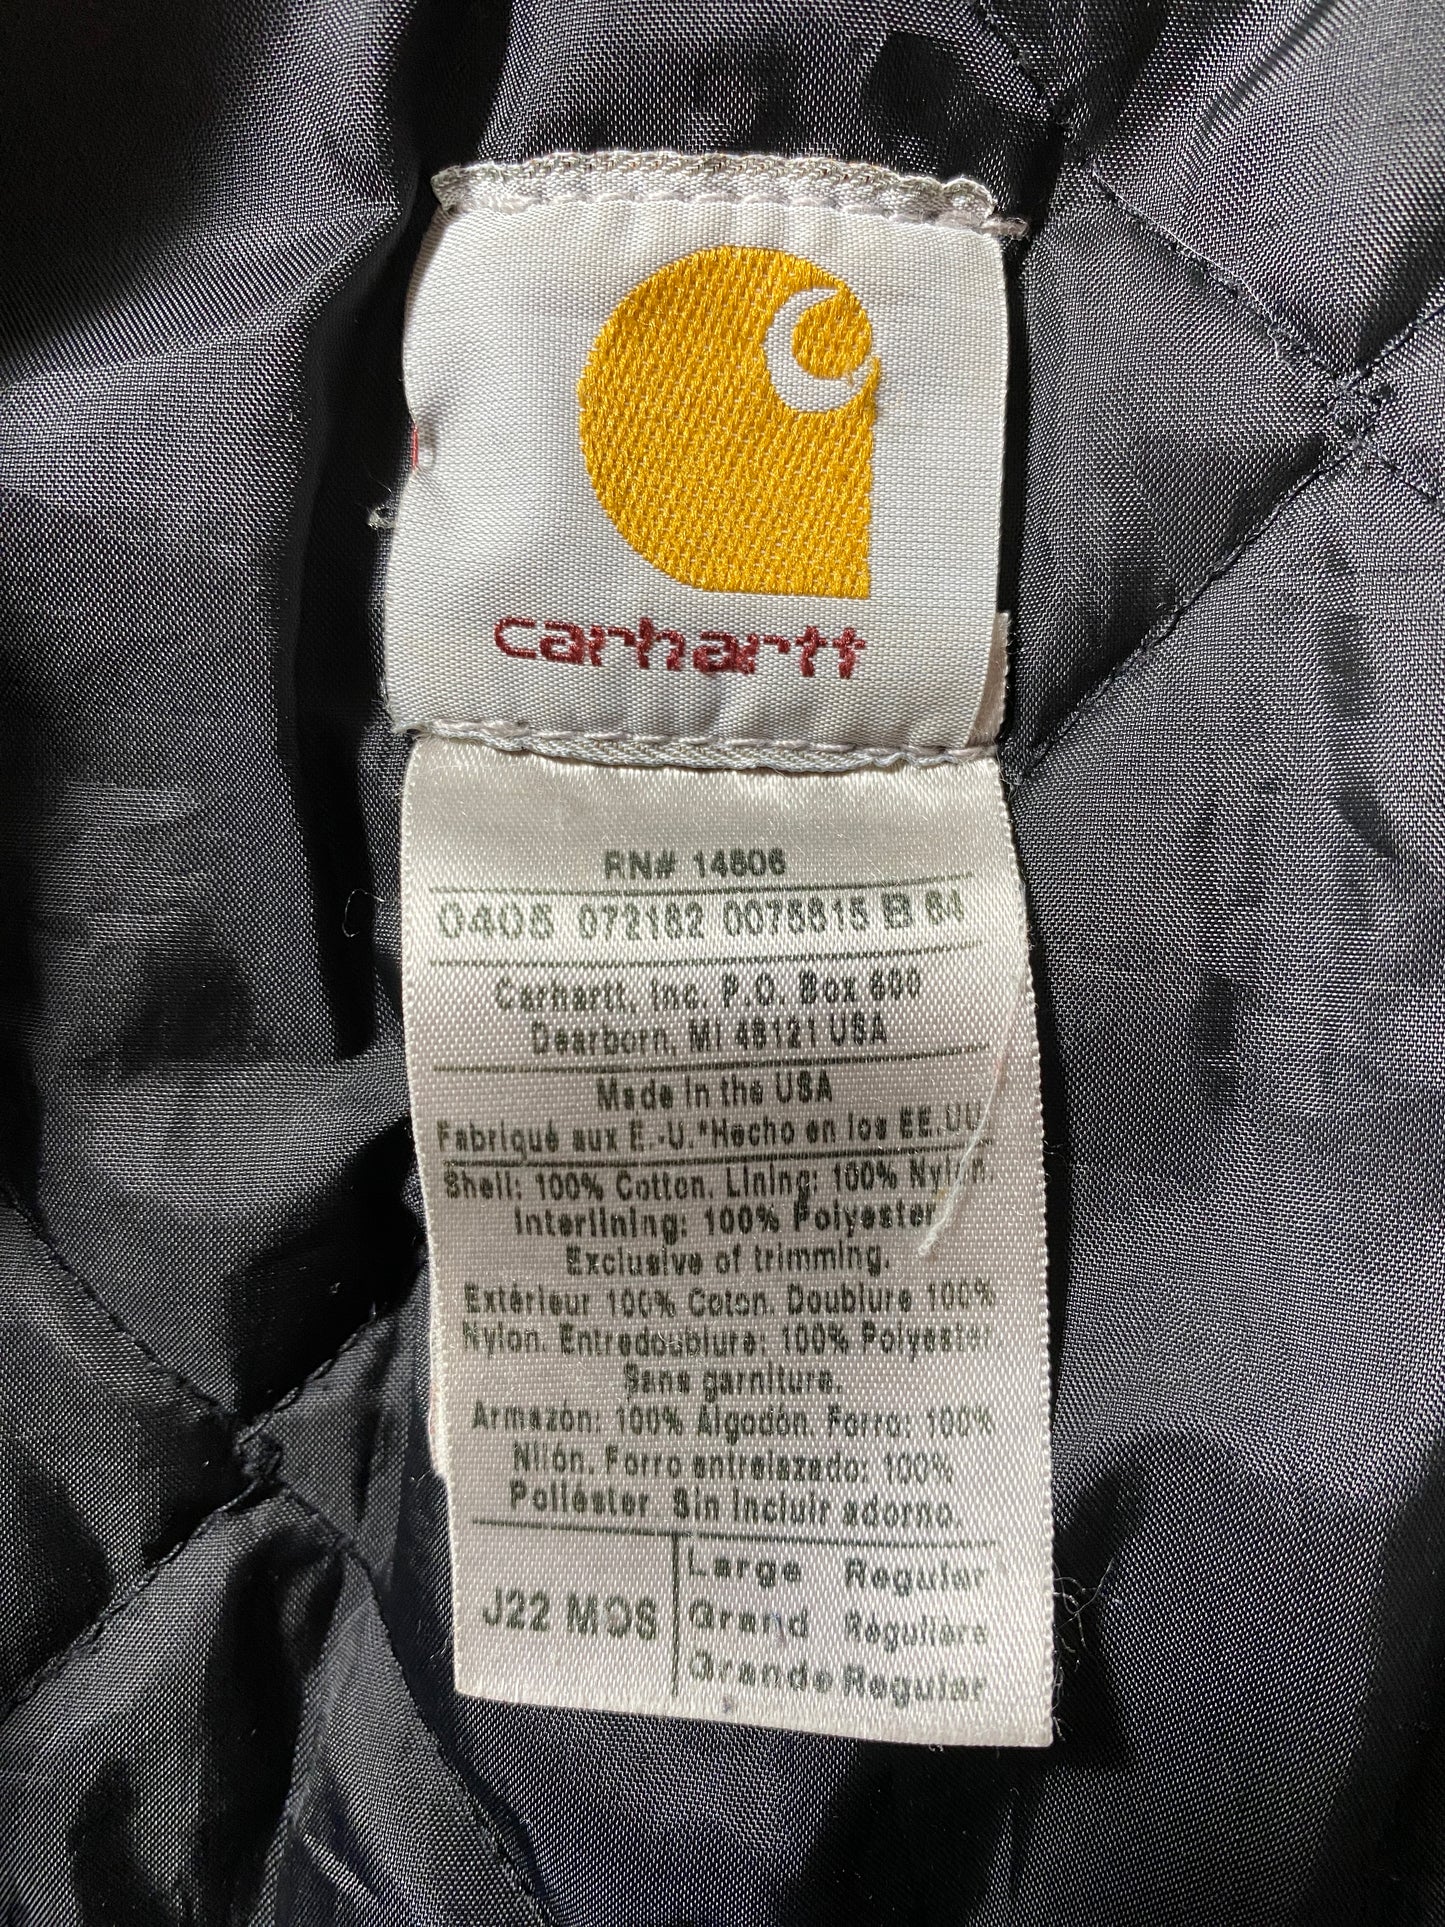 carhartt
RN# 14806
0405 072182 0075815 B 64
Carhartt, Inc. P.O. Box 600
Dearborn, MI 48121 USA
Made In the USA
Fabriqué aux E.-U.*Hecho en los EE.UU
Shell: 100% Cotton. Lining: 100% Nylon.
Interlining: 100% Polyester
Exclusive of trimming.
Extérieur 100% Coton. Doublure 100%
Nylon. Entredoublure: 100% Polyester
Sans garniture.
Armazón: 100% Algodón. Forro: 100%
Nilón. Forro entrelazado: 100%
Poliéster Sin incluir adorno.
J22 MOS
Large Regular
Grand Régulière
Grande Regular